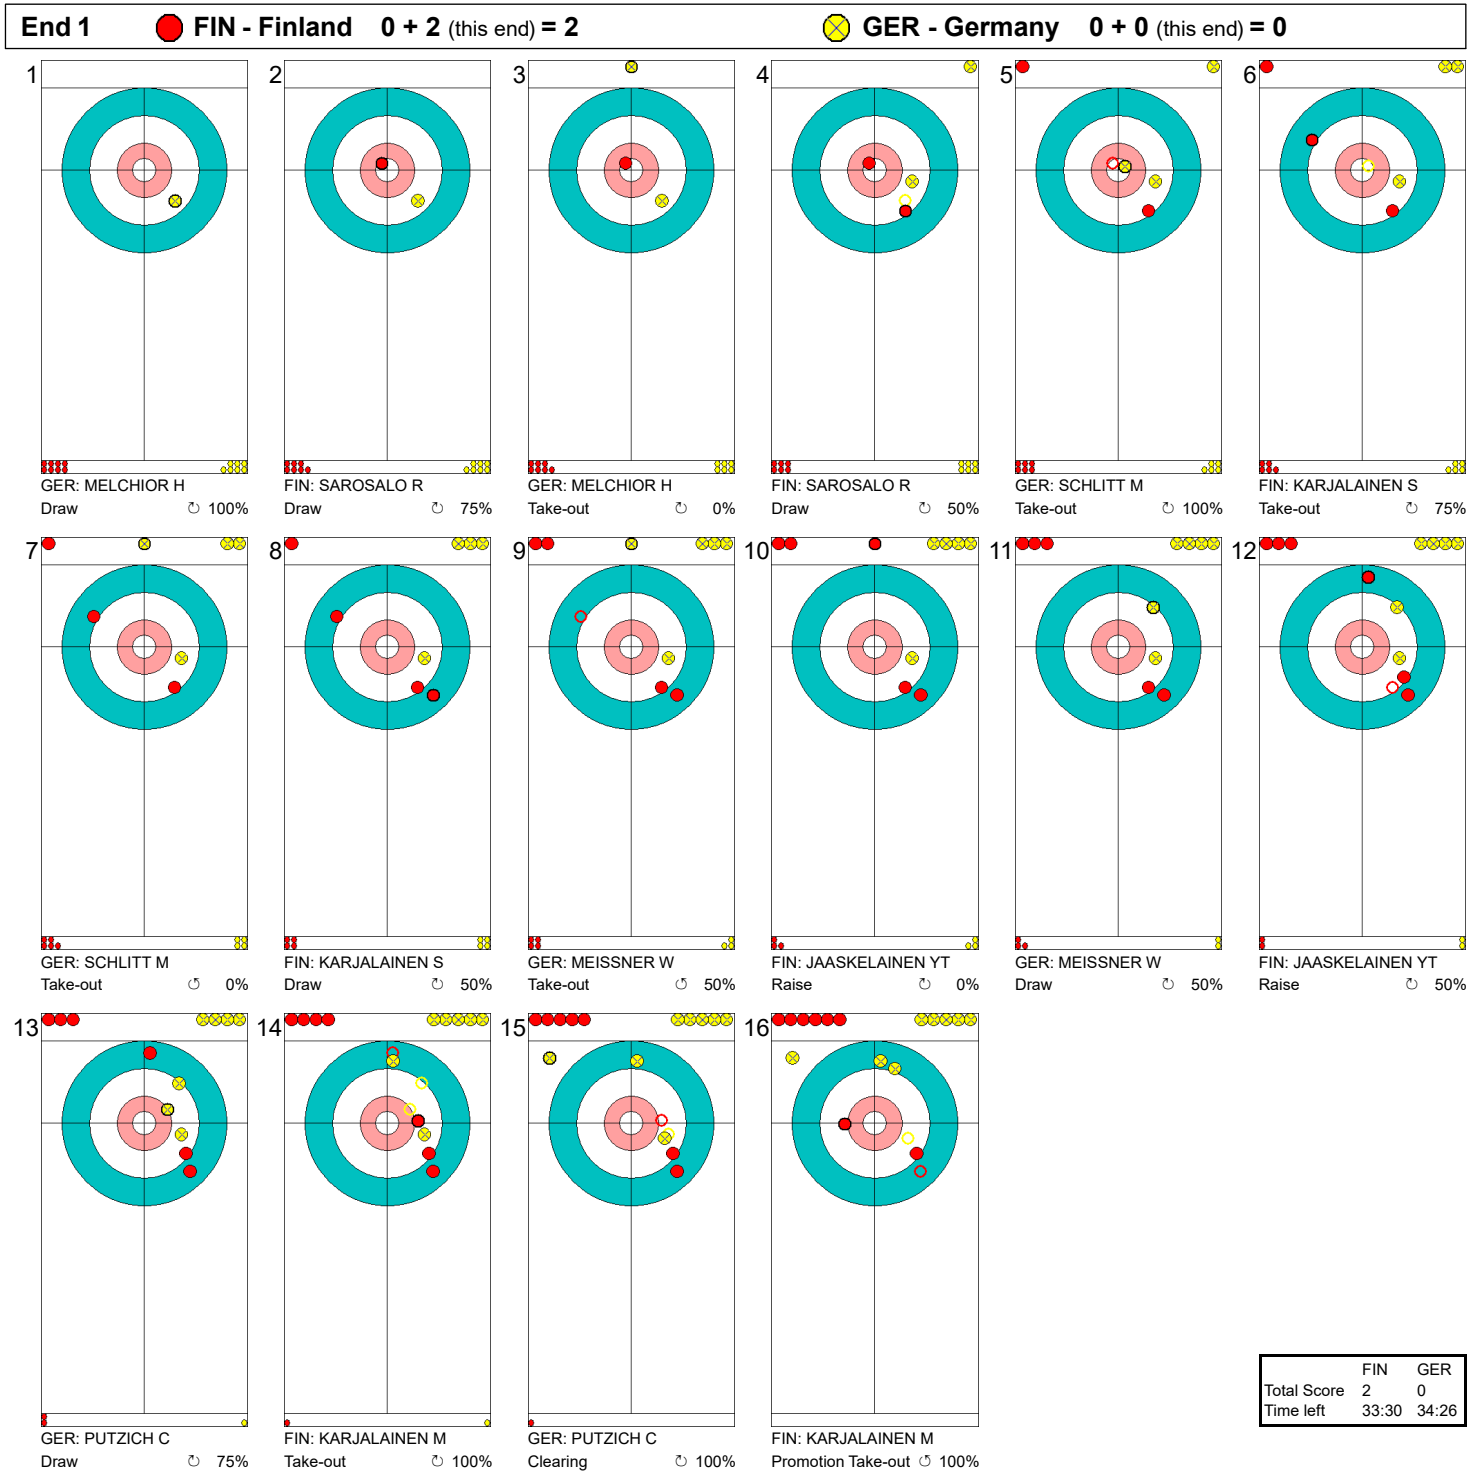 End 1 FIN - Finland 0 + 2 (this end) = 2 GER - Germany 0 + 0 (this end) = 0
1 2 3 4 5 6
GER: MELCHIOR H FIN: SAROSALO R GER: MELCHIOR H FIN: SAROSALO R GER: SCHLITT M FIN: KARJALAINEN S
Draw ↻ 100% Draw ↻ 75% Take-out ↻ 0% Draw ↻ 50% Take-out ↻ 100% Take-out ↻ 75%
7 8 9 10 11 12
GER: SCHLITT M FIN: KARJALAINEN S GER: MEISSNER W FIN: JAASKELAINEN YT GER: MEISSNER W FIN: JAASKELAINEN YT
Take-out ↺ 0% Draw ↺ 50% Take-out ↺ 50% Raise ↻ 0% Draw ↺ 50% Raise ↻ 50%
13 14 15 16
GER: PUTZICH C FIN: KARJALAINEN M GER: PUTZICH C FIN: KARJALAINEN M
Draw ↻ 75% Take-out ↻ 100% Clearing ↻ 100% Promotion Take-out ↺ 100%
FIN GER
Total Score 2 0
Time left 33:30 34:26